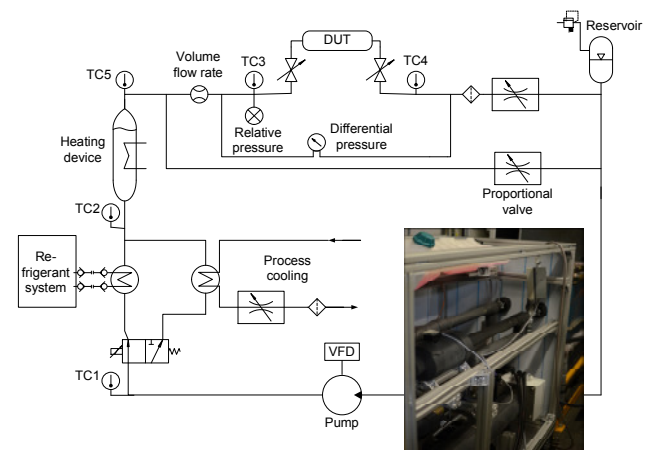 Reservoir
DUT
Volume
flow rate
TC3
TC4
TC5
Relative
pressure
Differential
pressure
Heating
device
Proportional
valve
TC2
Re-
frigerant
system
Process
cooling
VFD
TC1
Pump